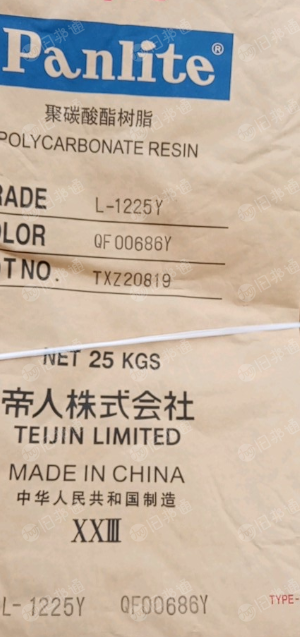 Panlite®
聚碳酸酯树脂
POLYCARBONATE RESIN
RADE L-1225Y
OLOR QF00686Y
OT NO. TXZ20819
NET 25 KGS
帝人株式会社
TEIJIN LIMITED
MADE IN CHINA
中华人民共和国制造
XXIII
L-1225Y QF00686Y TYPE-